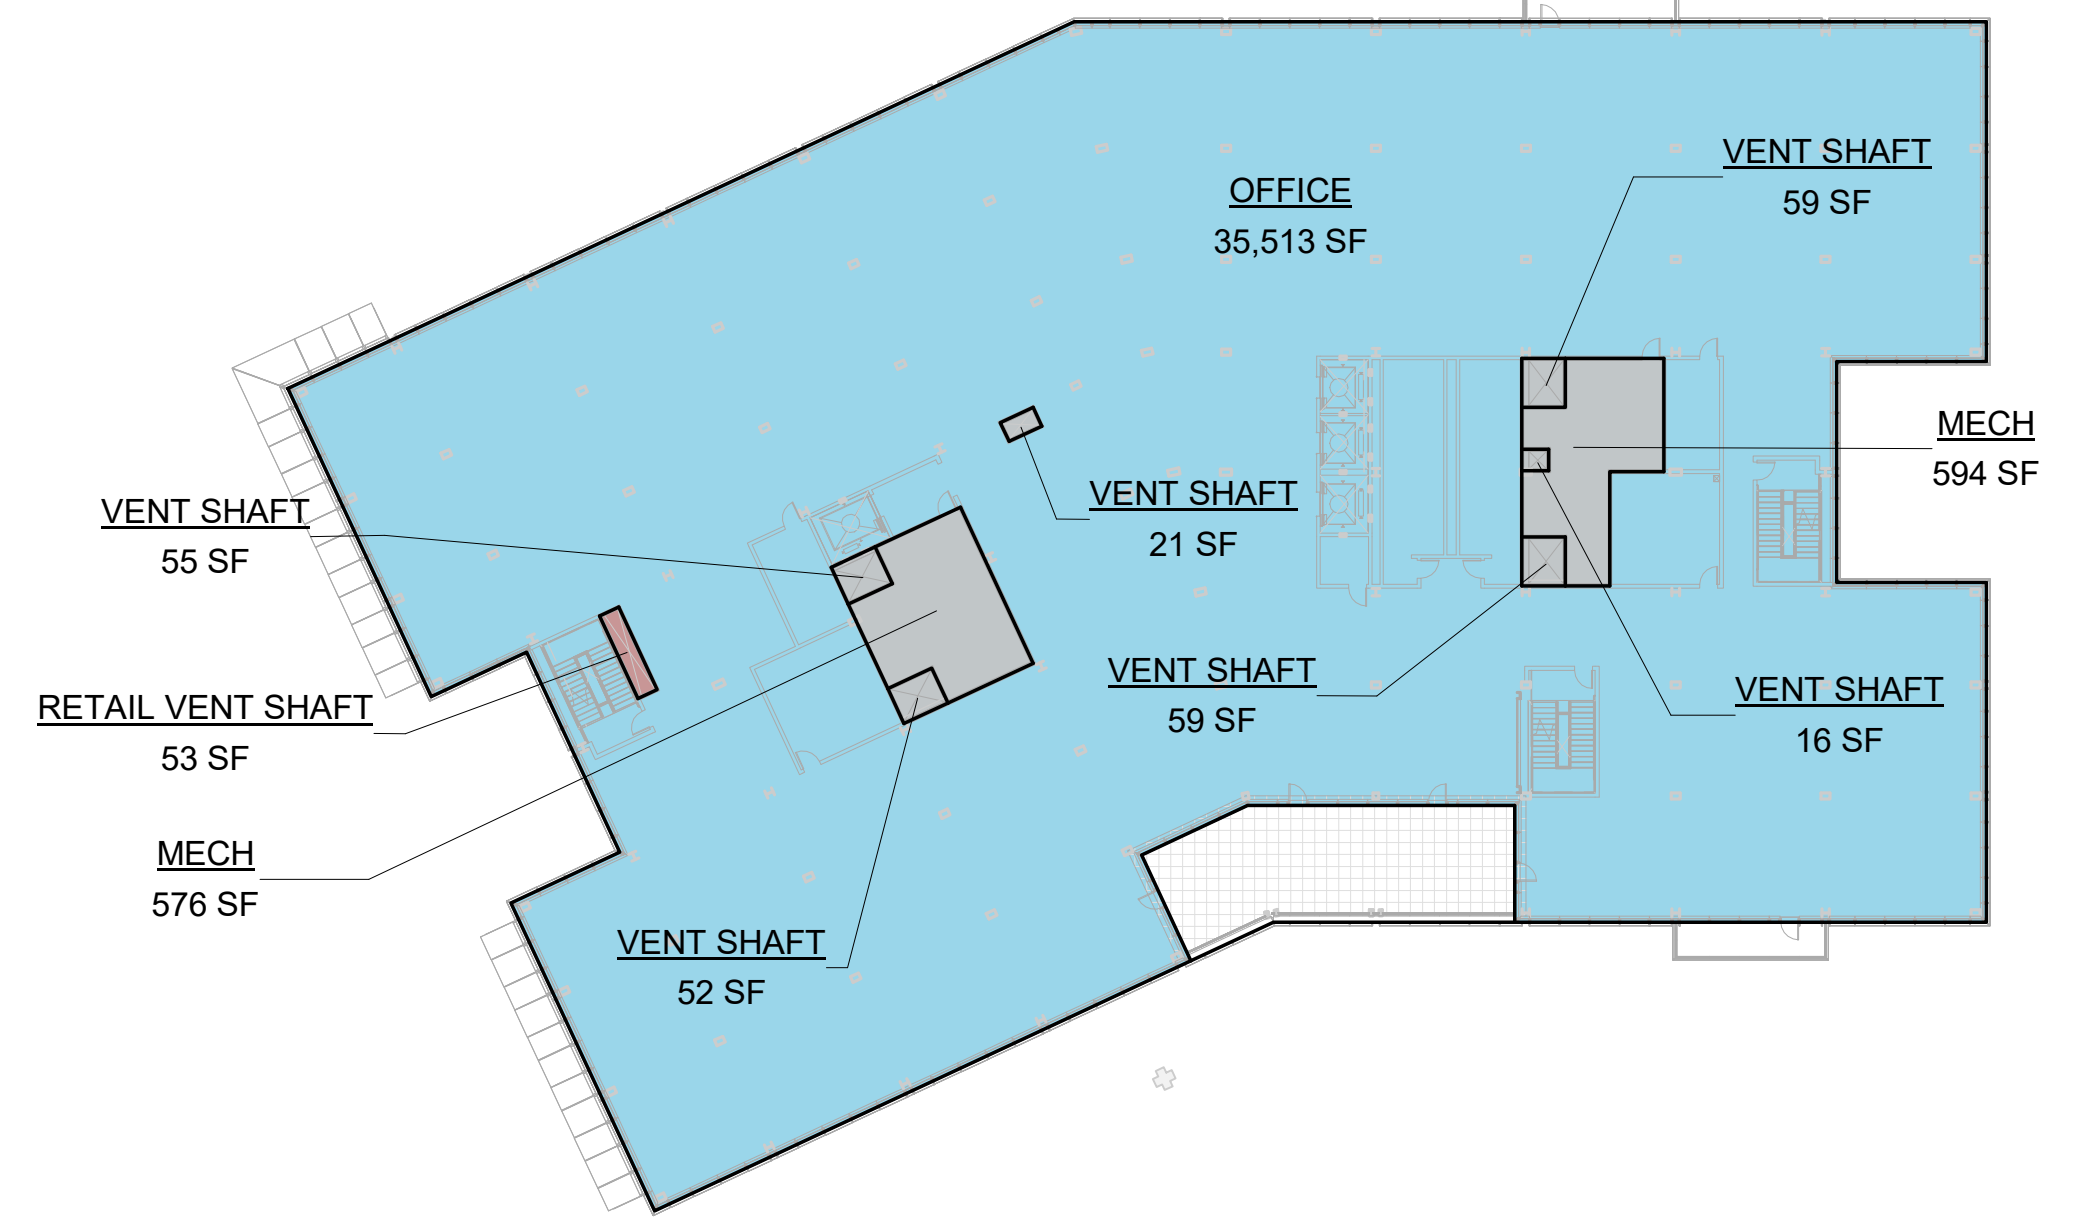 VENT SHAFT
59 SF
OFFICE
35,513 SF
MECH
594 SF
VENT SHAFT
21 SF
VENT SHAFT
55 SF
VENT SHAFT
59 SF
VENT SHAFT
16 SF
RETAIL VENT SHAFT
53 SF
MECH
576 SF
VENT SHAFT
52 SF